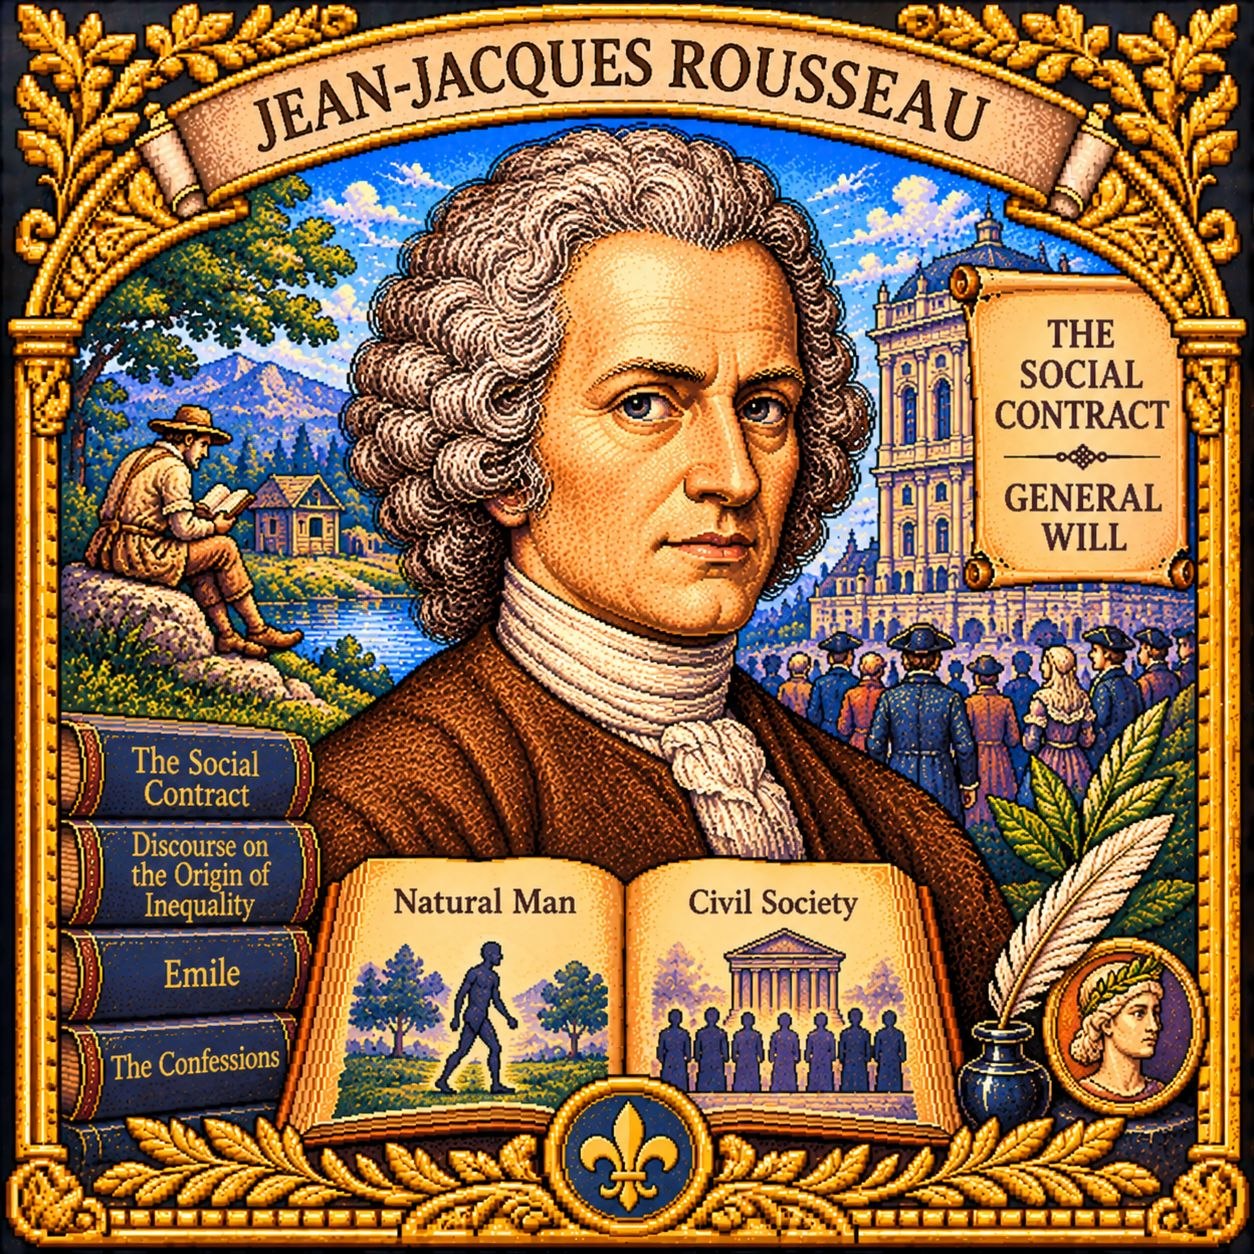 JEAN-JACQUES ROUSSEAU
THE
SOCIAL
CONTRACT
GENERAL
WILL
The Social
Contract
Discourse on
the Origin of
Inequality
Emile
The Confessions
Natural Man
Civil Society